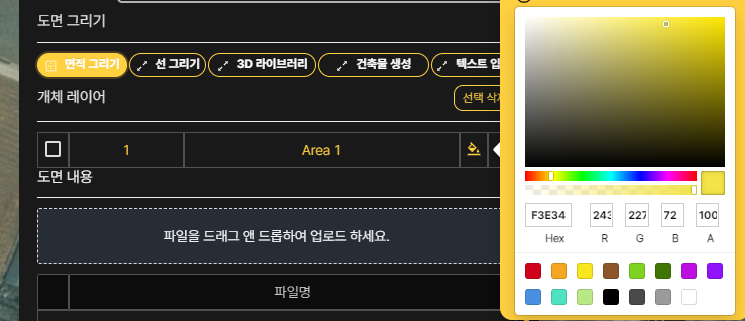 도면 그리기
면적 그리기 선 그리기 3D 라이브러리 건축물 생성 텍스트 입
개체 레이어
선택 삭제
1 Area 1
도면 내용
파일을 드래그 앤 드롭하여 업로드 하세요.
파일명
F3E34 243 227 72 100
Hex R G B A